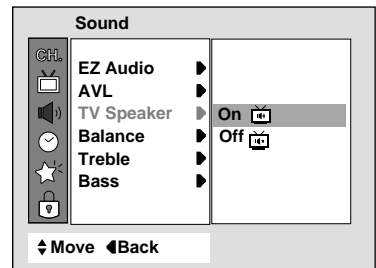 Sound
CH.
EZ Audio
AVL
TV Speaker
Balance
Treble
Bass
On
Off
Move Back